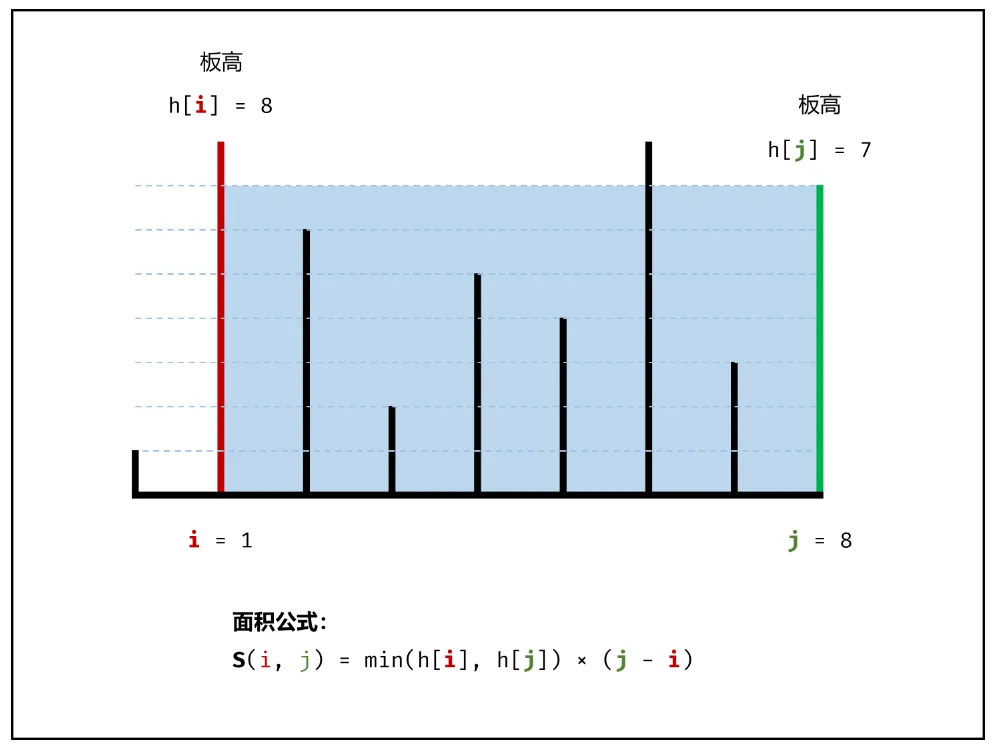 板高
h[i] = 8
板高
h[j] = 7
i = 1
j = 8
面积公式：
S(i, j) = min(h[i], h[j]) × (j - i)